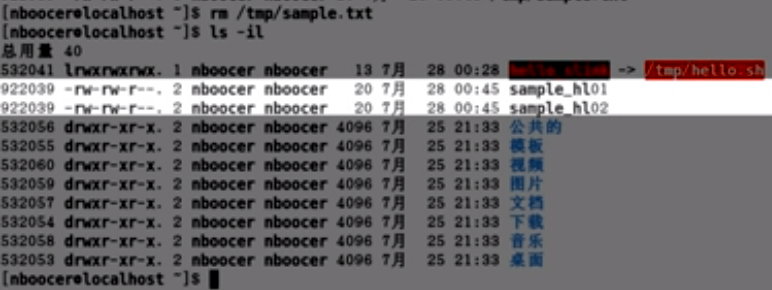 [nboocer@localhost ~]$ rm /tmp/sample.txt
[nboocer@localhost ~]$ ls -il
总用量 40
532041 lrwxrwxrwx. 1 nboocer nboocer 13 7月 28 00:28 hello_slink -> /tmp/hello.sh
922039 -rw-rw-r--. 2 nboocer nboocer 20 7月 28 00:45 sample_hl01
922039 -rw-rw-r--. 2 nboocer nboocer 20 7月 28 00:45 sample_hl02
532056 drwxr-xr-x. 2 nboocer nboocer 4096 7月 25 21:33 公共的
532055 drwxr-xr-x. 2 nboocer nboocer 4096 7月 25 21:33 模板
532060 drwxr-xr-x. 2 nboocer nboocer 4096 7月 25 21:33 视频
532059 drwxr-xr-x. 2 nboocer nboocer 4096 7月 25 21:33 图片
532057 drwxr-xr-x. 2 nboocer nboocer 4096 7月 25 21:33 文档
532054 drwxr-xr-x. 2 nboocer nboocer 4096 7月 25 21:33 下载
532058 drwxr-xr-x. 2 nboocer nboocer 4096 7月 25 21:33 音乐
532053 drwxr-xr-x. 2 nboocer nboocer 4096 7月 25 21:33 桌面
[nboocer@localhost ~]$